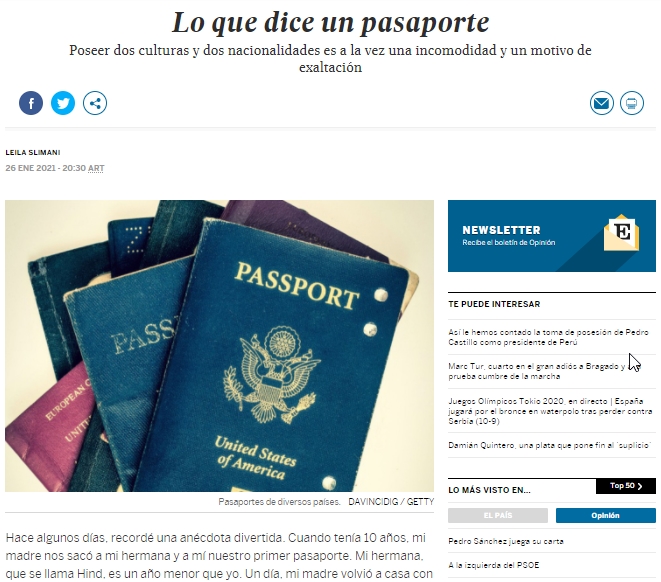 Lo que dice un pasaporte
Poseer dos culturas y dos nacionalidades es a la vez una incomodidad y un motivo de
exaltación
LEILA SLIMANI
26 ENE 2021 - 20:30 ART
PASSPORT
PASS
United States
of America
EUROPEAN
UNIT
Pasaportes de diversos países. DAVINCIDIG / GETTY
Hace algunos días, recordé una anécdota divertida. Cuando tenía 10 años, mi
madre nos sacó a mi hermana y a mí nuestro primer pasaporte. Mi hermana,
que se llama Hind, es un año menor que yo. Un día, mi madre volvió a casa con
NEWSLETTER
Recibe el boletín de Opinión
E
TE PUEDE INTERESAR
Así le hemos contado la toma de posesión de Pedro
Castillo como presidente de Perú
Marc Tur, cuarto en el gran adiós a Bragado y
prueba cumbre de la marcha
Juegos Olímpicos Tokio 2020, en directo | España
jugará por el bronce en waterpolo tras perder contra
Serbia (10-9)
Damián Quintero, una plata que pone fin al 'suplicio'
LO MÁS VISTO EN...
Top 50
EL PAÍS
Opinión
Pedro Sánchez juega su carta
A la izquierda del PSOE